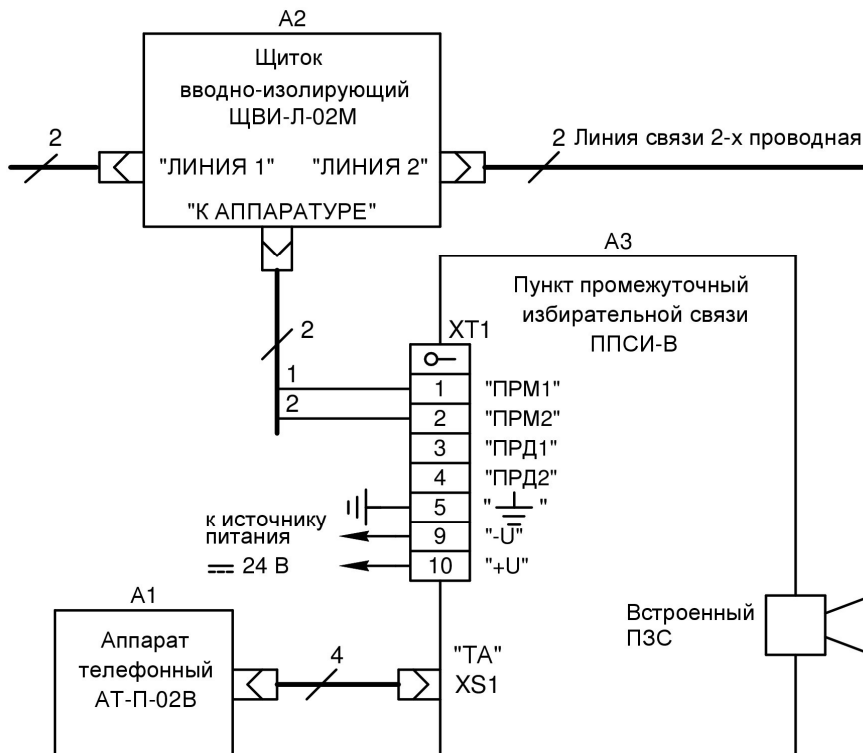 A2
Щиток
вводно-изолирующий
ЩВИ-Л-02М
2
2 Линия связи 2-х проводная
"ЛИНИЯ 1" "ЛИНИЯ 2"
"К АППАРАТУРЕ"
A3
Пункт промежуточный
избирательной связи
ППСИ-В
2
XT1
1
1 "ПРМ1"
2
2 "ПРМ2"
3 "ПРД1"
4 "ПРД2"
5 " "
к источнику
питания
9 "-U"
24 В
10 "+U"
A1
Аппарат
телефонный
АТ-П-02В
4
"ТА"
XS1
Встроенный
ПЗС